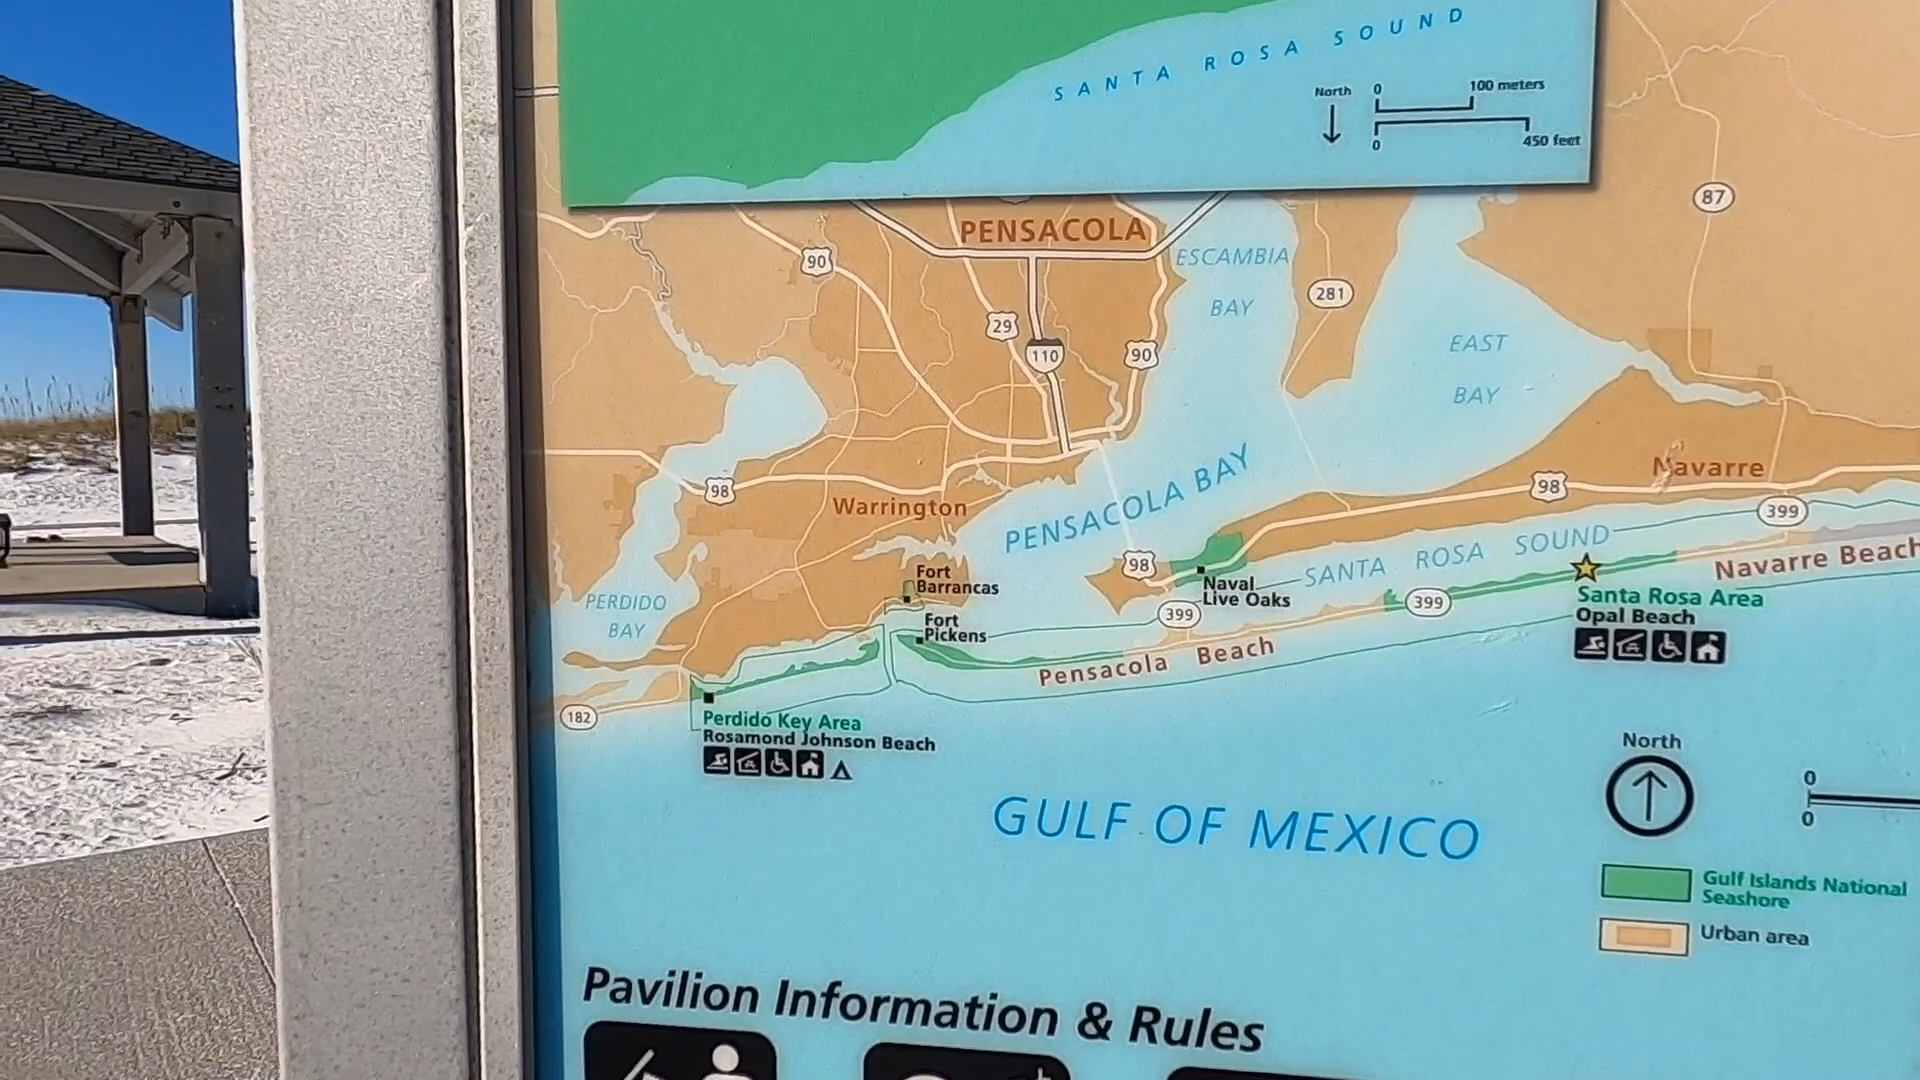 SANTA ROSA SOUND
North
0
100 meters
0
450 feet
87
PENSACOLA
90
ESCAMBIA
BAY
281
29
110
90
EAST
BAY
98
Warrington
PENSACOLA BAY
98
Navarre
399
SANTA ROSA SOUND
Navarre Beach
98
Fort
Barrancas
Naval
Live Oaks
399
399
Santa Rosa Area
Opal Beach
PERDIDO
BAY
Fort
Pickens
Pensacola Beach
182
Perdido Key Area
Rosamond Johnson Beach
North
0
0
GULF OF MEXICO
Gulf Islands National
Seashore
Urban area
Pavilion Information & Rules